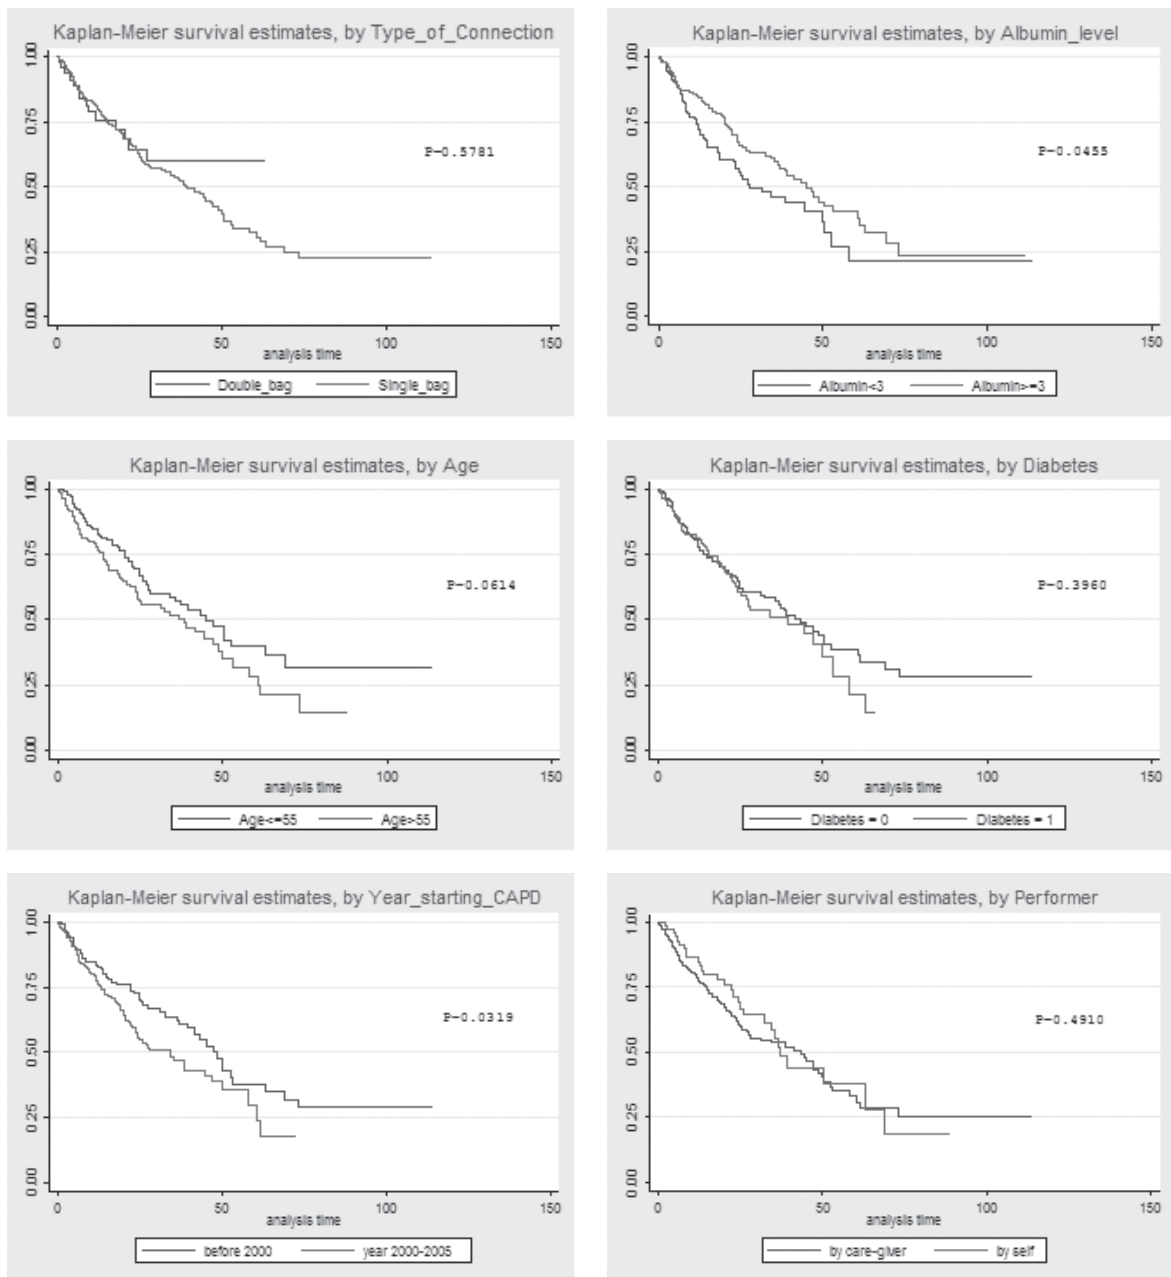 Kaplan-Meier survival estimates, by Type_of_Connection
1.00
0.75
P-0.5781
0.50
0.25
0.00
0 50 100 150
analysis time
Double_bag Single_bag
Kaplan-Meier survival estimates, by Albumin_level
1.00
0.75
P-0.0455
0.50
0.25
0.00
0 50 100 150
analysis time
Albumin<3 Albumin>=3
Kaplan-Meier survival estimates, by Age
1.00
0.75
P-0.0614
0.50
0.25
0.00
0 50 100 150
analysis time
Age<=55 Age>55
Kaplan-Meier survival estimates, by Diabetes
1.00
0.75
P-0.3960
0.50
0.25
0.00
0 50 100 150
analysis time
Diabetes = 0 Diabetes = 1
Kaplan-Meier survival estimates, by Year_starting_CAPD
1.00
0.75
P-0.0319
0.50
0.25
0.00
0 50 100 150
analysis time
before 2000 year 2000-2005
Kaplan-Meier survival estimates, by Performer
1.00
0.75
P-0.4910
0.50
0.25
0.00
0 50 100 150
analysis time
by care-giver by self